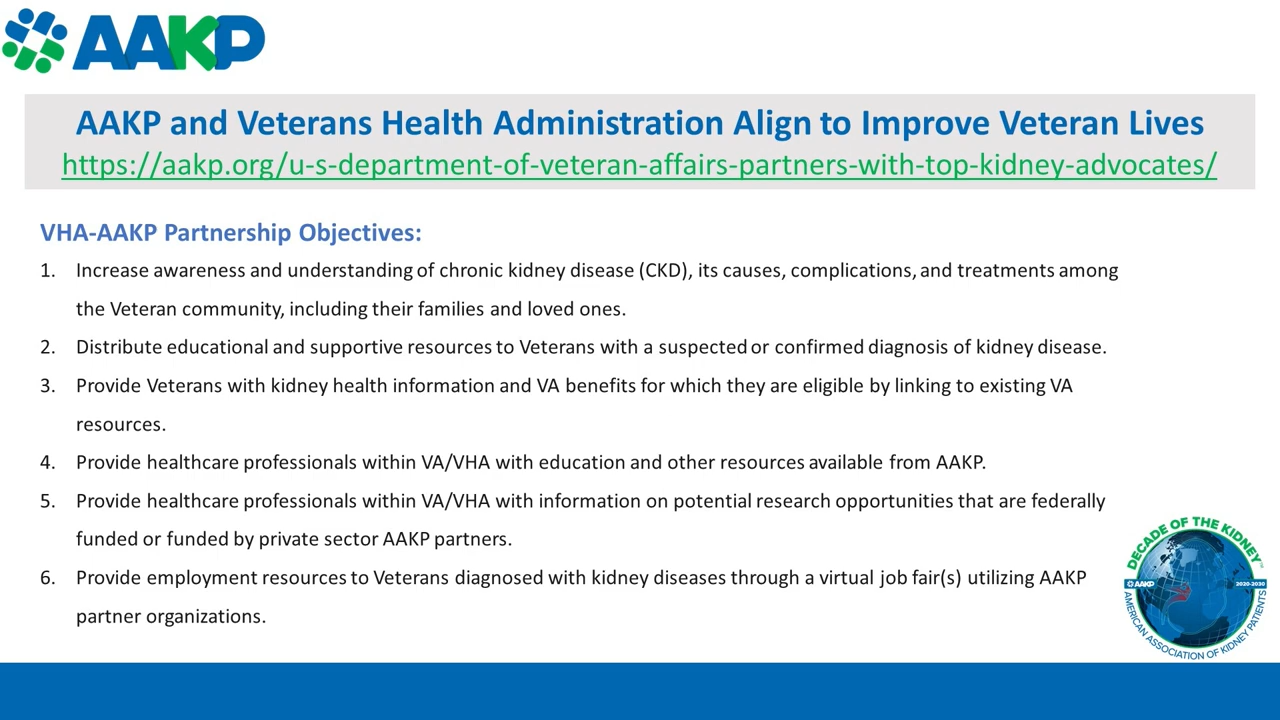 AAKP
AAKP and Veterans Health Administration Align to Improve Veteran Lives
https://aakp.org/u-s-department-of-veteran-affairs-partners-with-top-kidney-advocates/
VHA-AAKP Partnership Objectives:
1. Increase awareness and understanding of chronic kidney disease (CKD), its causes, complications, and treatments among
the Veteran community, including their families and loved ones.
2. Distribute educational and supportive resources to Veterans with a suspected or confirmed diagnosis of kidney disease.
3. Provide Veterans with kidney health information and VA benefits for which they are eligible by linking to existing VA
resources.
4. Provide healthcare professionals within VA/VHA with education and other resources available from AAKP.
5. Provide healthcare professionals within VA/VHA with information on potential research opportunities that are federally
funded or funded by private sector AAKP partners.
6. Provide employment resources to Veterans diagnosed with kidney diseases through a virtual job fair(s) utilizing AAKP
partner organizations.
DECADE OF THE KIDNEY™
AAKP 2020-2030
AMERICAN ASSOCIATION OF KIDNEY PATIENTS